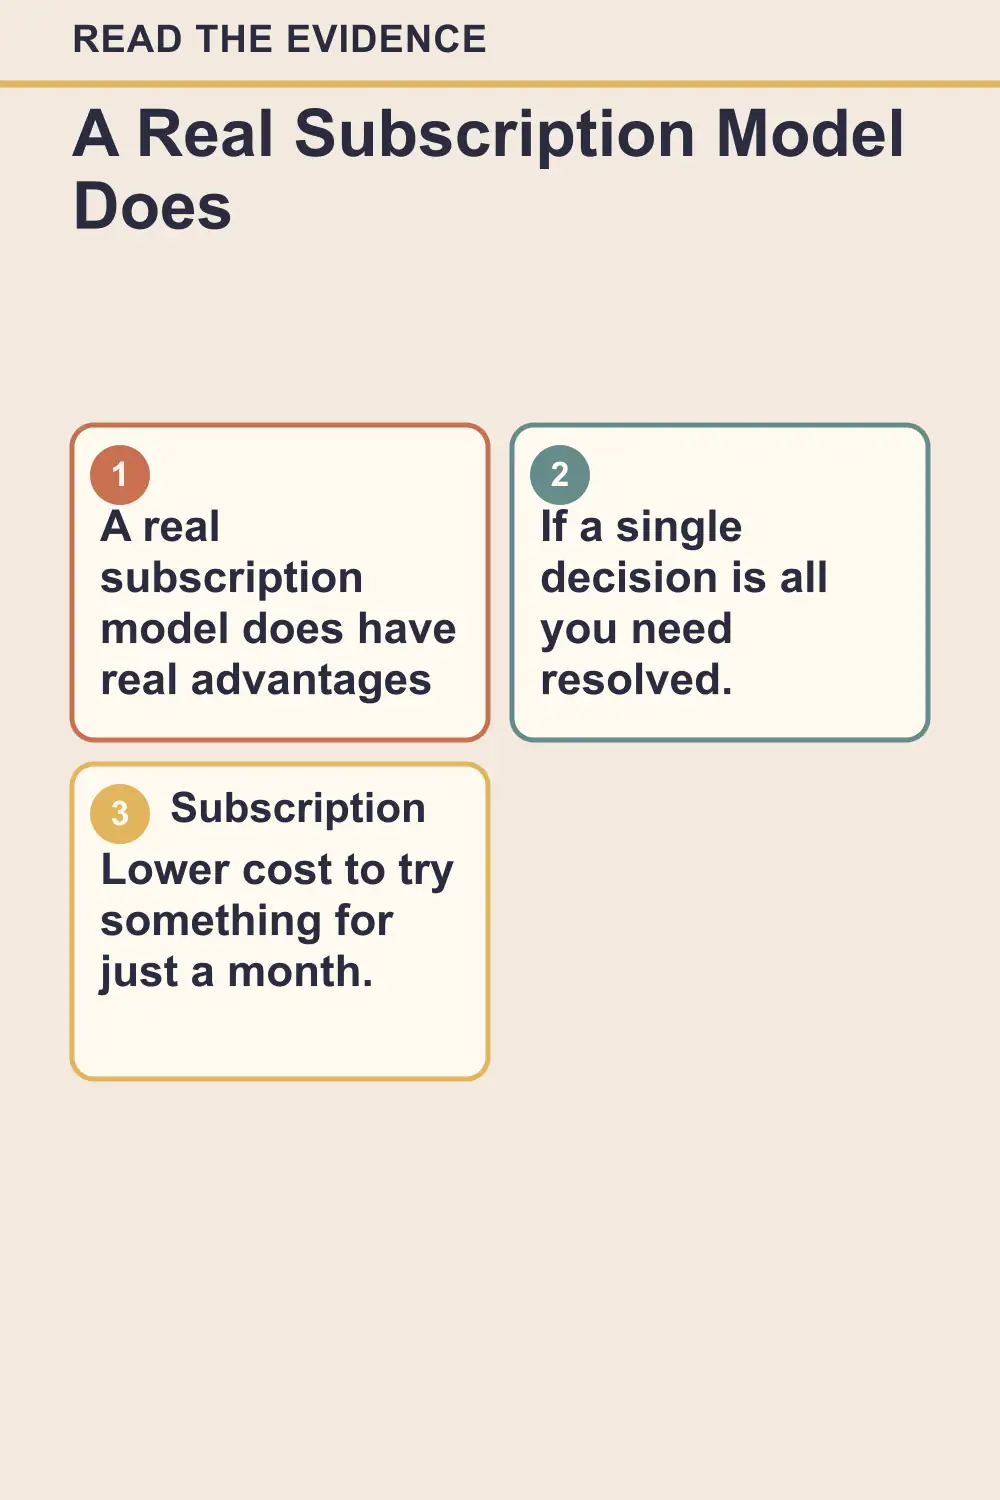 READ THE EVIDENCE
A Real Subscription Model
Does
1
A real
subscription
model does have
real advantages
2
If a single
decision is all
you need
resolved.
3
Subscription
Lower cost to try
something for
just a month.